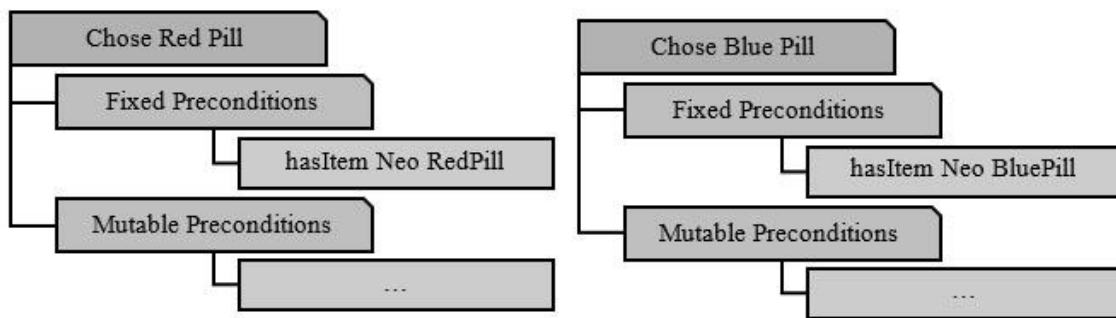 Chose Red Pill
Fixed Preconditions
hasItem Neo RedPill
Mutable Preconditions
...
Chose Blue Pill
Fixed Preconditions
hasItem Neo BluePill
Mutable Preconditions
...